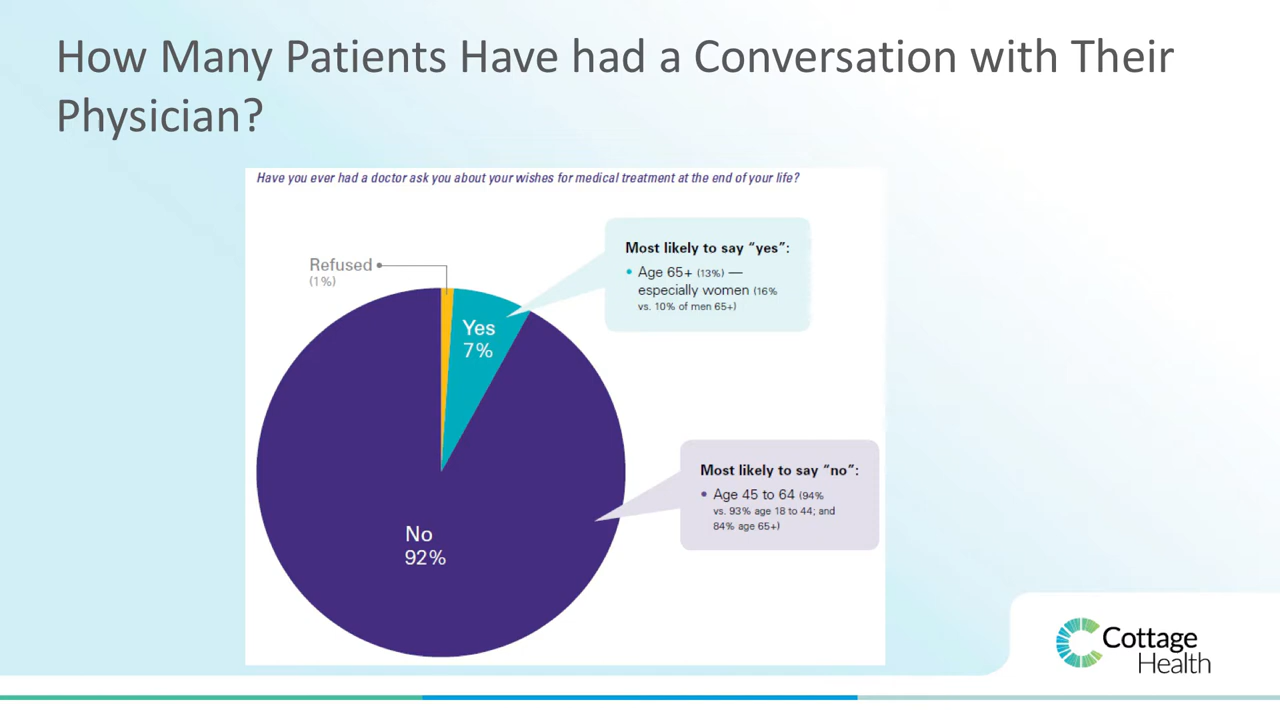 How Many Patients Have had a Conversation with Their
Physician?
Have you ever had a doctor ask you about your wishes for medical treatment at the end of your life?
Refused
(1%)
Yes
7%
Most likely to say “yes”:
• Age 65+ (13%) —
especially women (16%
vs. 10% of men 65+)
No
92%
Most likely to say “no”:
• Age 45 to 64 (94%
vs. 93% age 18 to 44; and
84% age 65+)
Cottage
Health